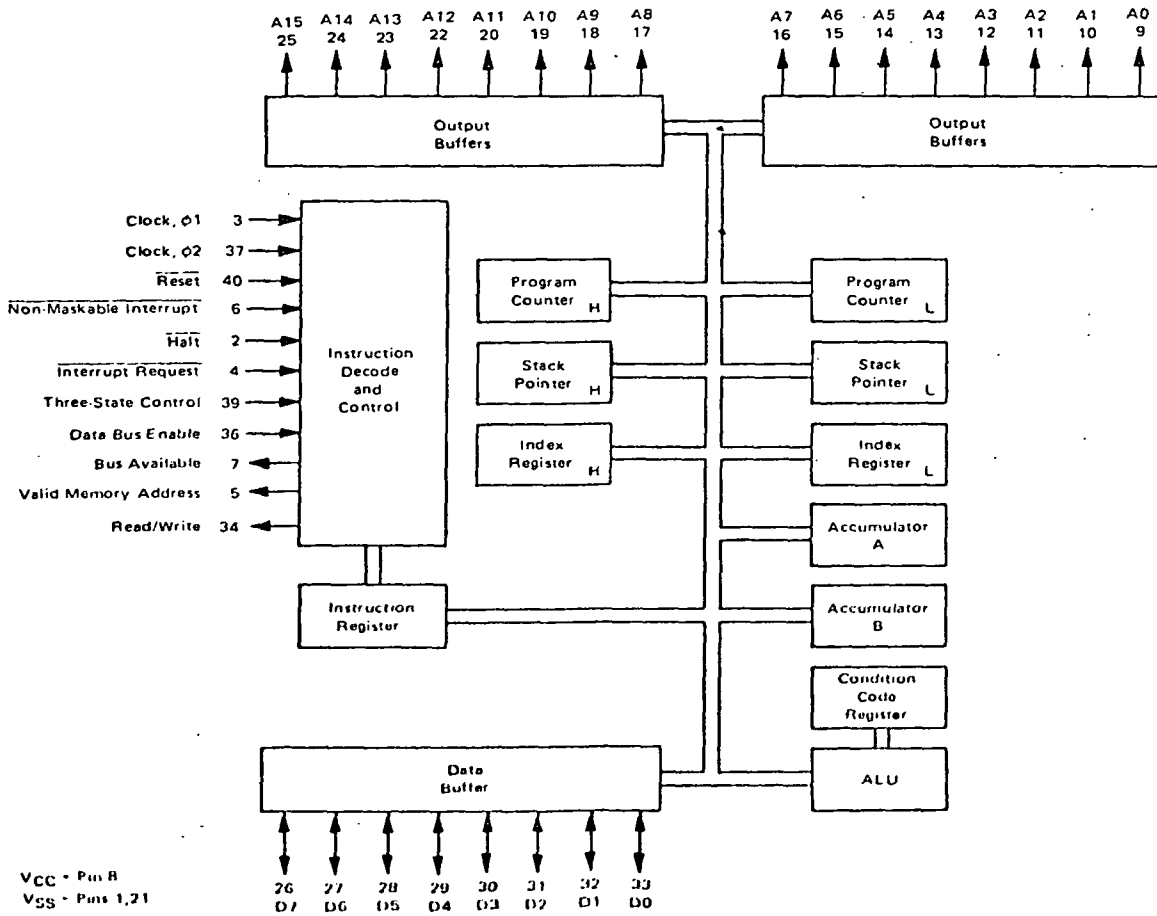 A15 A14 A13 A12 A11 A10 A9 A8 A7 A6 A5 A4 A3 A2 A1 A0
25 24 23 22 20 19 18 17 16 15 14 13 12 11 10 9
Output
Buffers
Output
Buffers
Clock, ϕ1 3
Clock, ϕ2 37
Reset 40
Non-Maskable Interrupt 6
Halt 2
Interrupt Request 4
Three-State Control 39
Data Bus Enable 36
Bus Available 7
Valid Memory Address 5
Read/Write 34
Instruction
Decode
and
Control
Program
Counter
H
Program
Counter
L
Stack
Pointer
H
Stack
Pointer
L
Index
Register
H
Index
Register
L
Accumulator
A
Instruction
Register
Accumulator
B
Condition
Code
Register
Data
Buffer
ALU
26 27 28 29 30 31 32 33
D7 D6 D5 D4 D3 D2 D1 D0
VCC = Pin 8
VSS = Pins 1,21